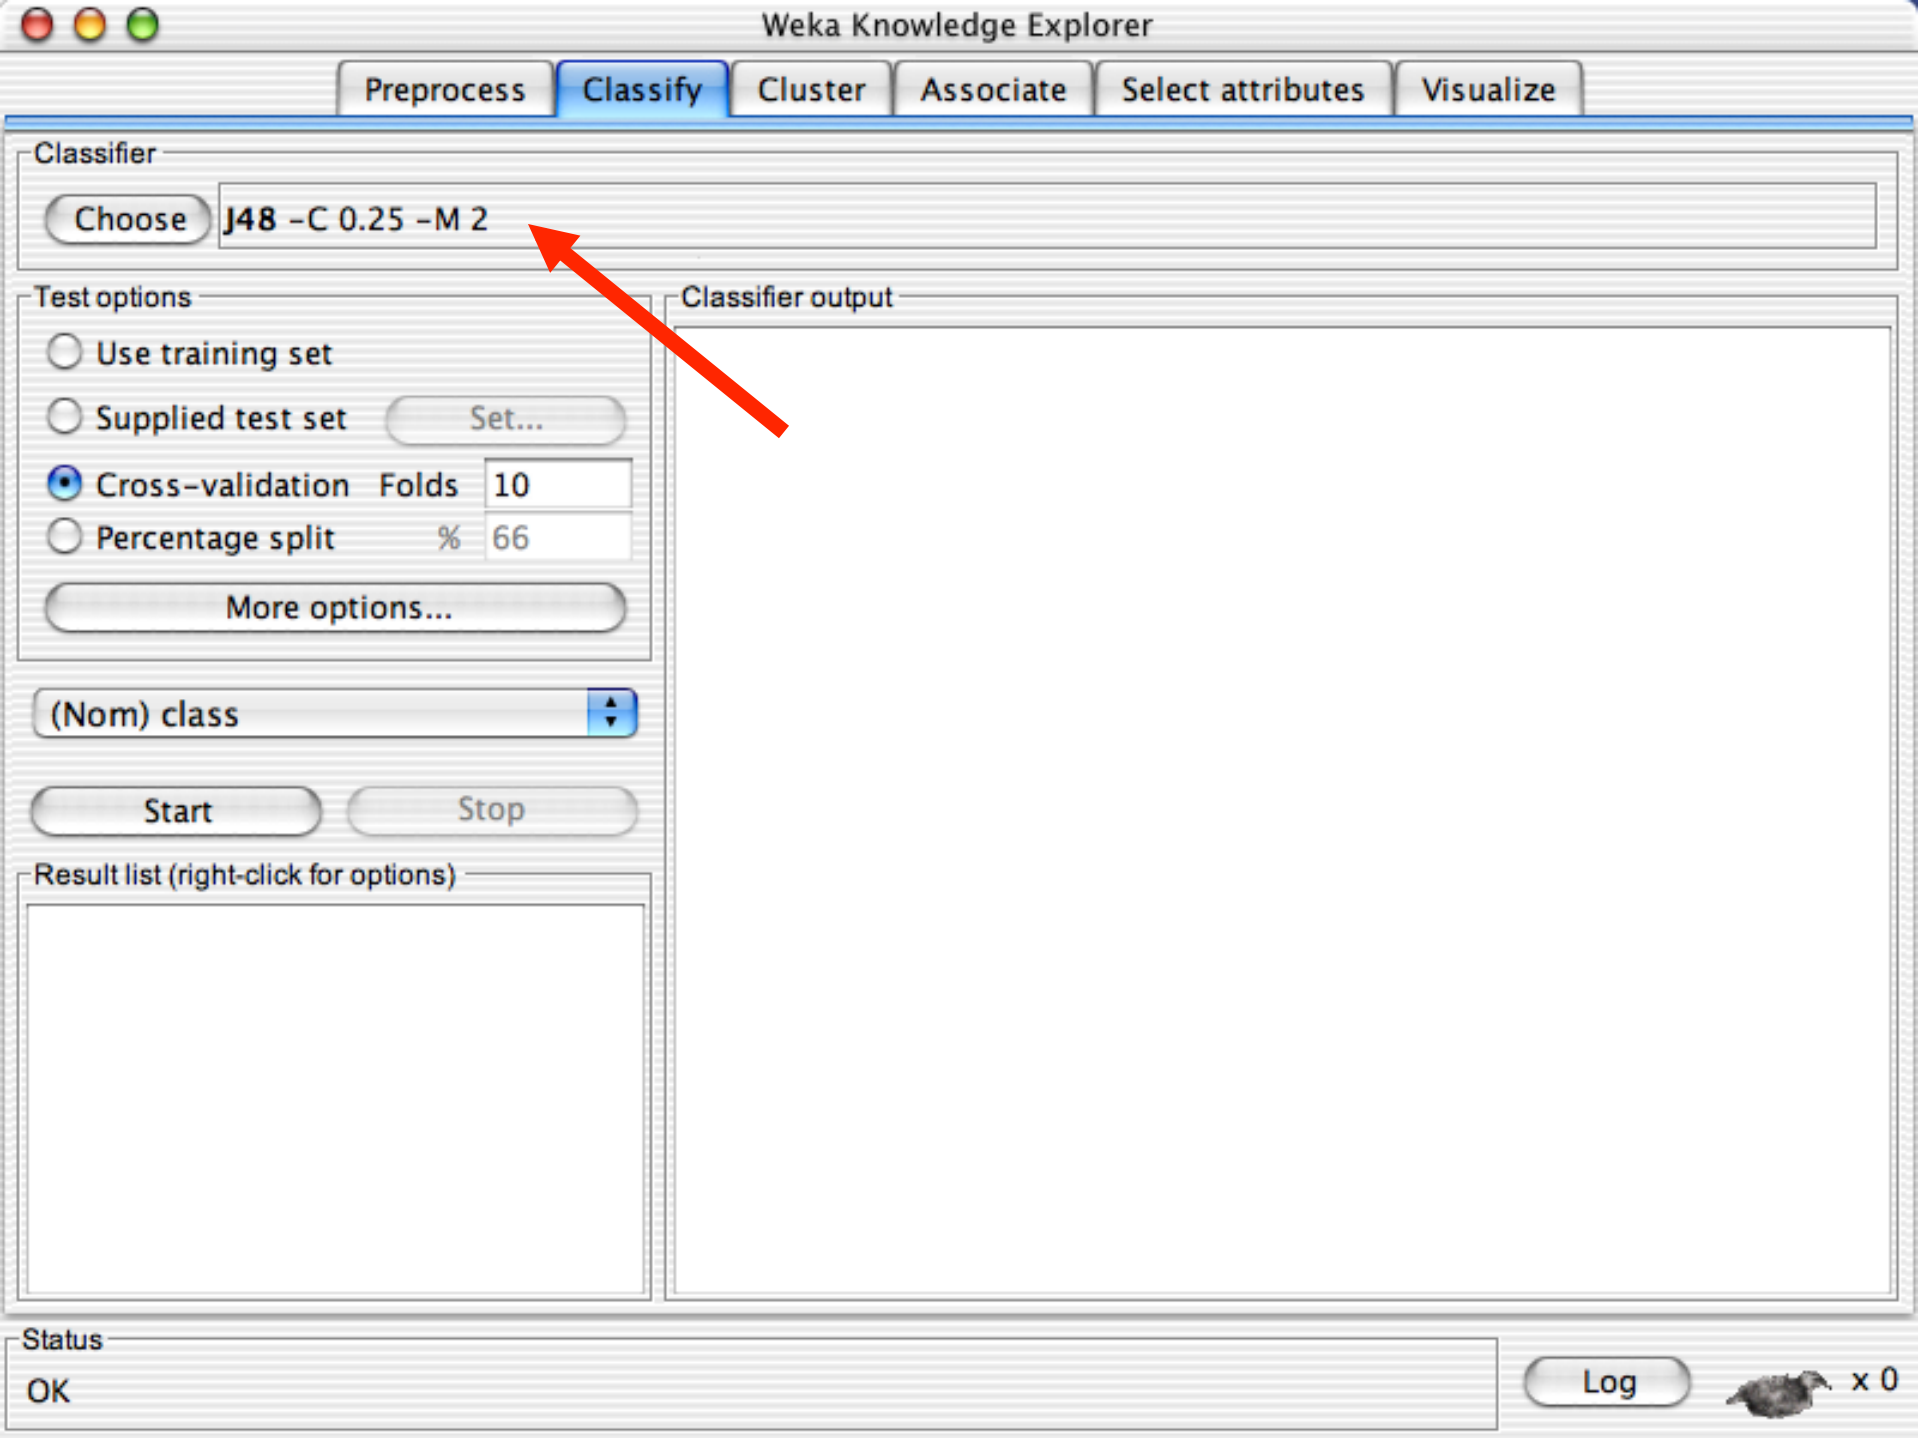 Weka Knowledge Explorer
Preprocess Classify Cluster Associate Select attributes Visualize
Classifier
Choose J48 –C 0.25 –M 2
Test options
Use training set
Supplied test set Set...
Cross–validation Folds 10
Percentage split % 66
More options...
(Nom) class
Start Stop
Result list (right-click for options)
Classifier output
Status
OK
Log x 0